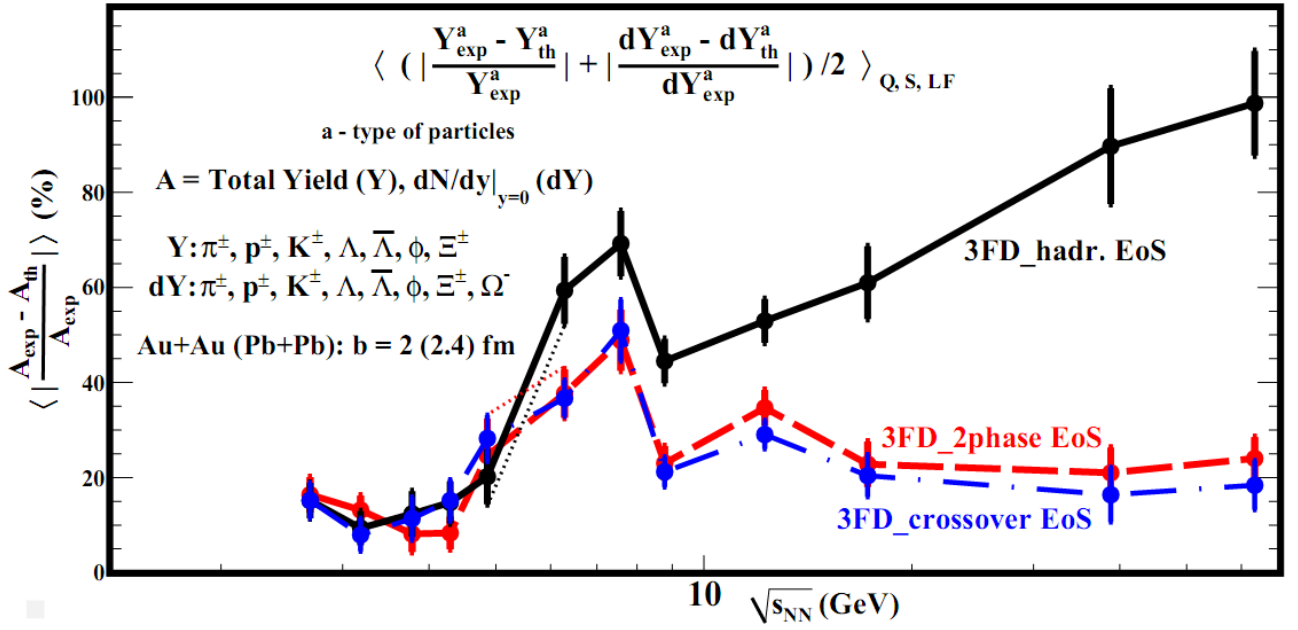 ⟨ ( | (Y^a_exp - Y^a_th) / Y^a_exp | + | (dY^a_exp - dY^a_th) / dY^a_exp | ) /2 ⟩ Q, S, LF
a - type of particles
A = Total Yield (Y), dN/dy|_{y=0} (dY)
Y: π±, p±, K±, Λ, Λ̅, ϕ, Ξ±
dY: π±, p±, K±, Λ, Λ̅, ϕ, Ξ±, Ω⁻
Au+Au (Pb+Pb): b = 2 (2.4) fm
⟨ | (A_exp - A_th) / A_exp | ⟩ (%)
100
80
60
40
20
0
3FD_hadr. EoS
3FD_2phase EoS
3FD_crossover EoS
10
√s_NN (GeV)